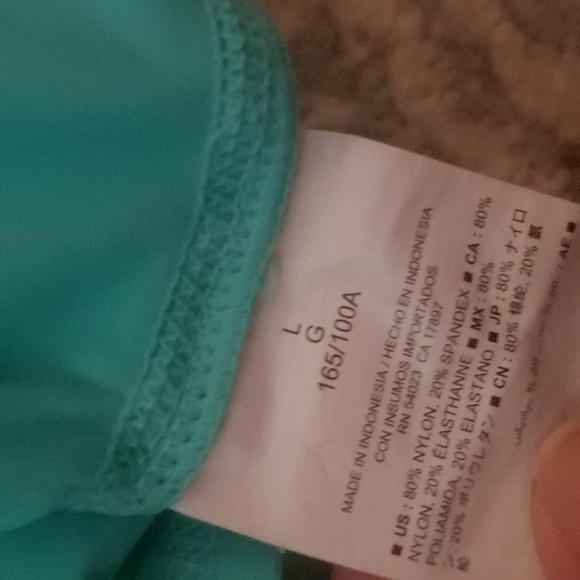 L
G
165/100A
MADE IN INDONESIA / HECHO EN INDONESIA
CON INSUMOS IMPORTADOS
RN 54023 CA 17897
■ US : 80% NYLON, 20% SPANDEX ■ CA : 80%
NYLON, 20% ÉLASTHANNE ■ MX : 80%
POLIAMIDA, 20% ELASTANO ■ JP : 80% ナイロ
ン, 20% ポリウレタン ■ CN : 80% 锦纶, 20% 氨
纶 ■ AE :